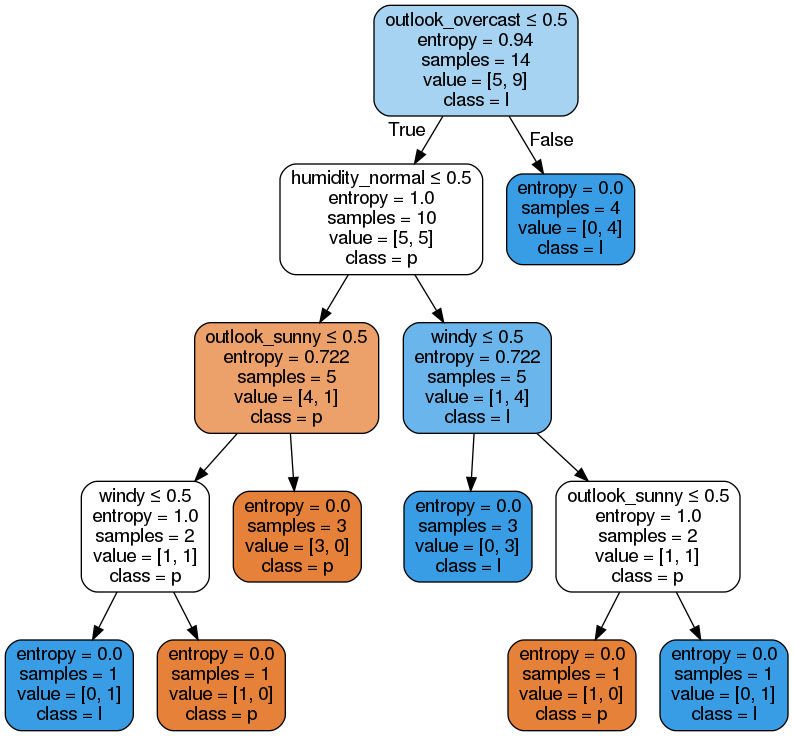 outlook_overcast ≤ 0.5
entropy = 0.94
samples = 14
value = [5, 9]
class = l
True
False
humidity_normal ≤ 0.5
entropy = 1.0
samples = 10
value = [5, 5]
class = p
entropy = 0.0
samples = 4
value = [0, 4]
class = l
outlook_sunny ≤ 0.5
entropy = 0.722
samples = 5
value = [4, 1]
class = p
windy ≤ 0.5
entropy = 0.722
samples = 5
value = [1, 4]
class = l
windy ≤ 0.5
entropy = 1.0
samples = 2
value = [1, 1]
class = p
entropy = 0.0
samples = 3
value = [3, 0]
class = p
entropy = 0.0
samples = 3
value = [0, 3]
class = l
outlook_sunny ≤ 0.5
entropy = 1.0
samples = 2
value = [1, 1]
class = p
entropy = 0.0
samples = 1
value = [0, 1]
class = l
entropy = 0.0
samples = 1
value = [1, 0]
class = p
entropy = 0.0
samples = 1
value = [1, 0]
class = p
entropy = 0.0
samples = 1
value = [0, 1]
class = l